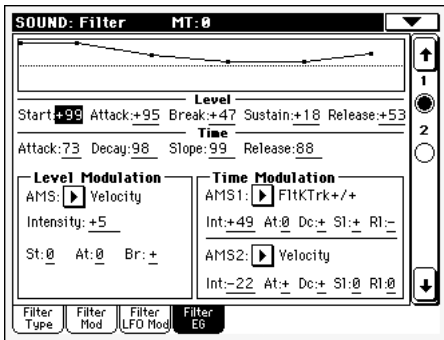 SOUND: Filter MT:0
Level
Start:+99 Attack:+95 Break:+47 Sustain:+18 Release:+53
Time
Attack:73 Decay:98 Slope:99 Release:88
Level Modulation
AMS: Velocity
Intensity: +5
St:0 At:0 Br:+
Time Modulation
AMS1: FltKTrk+/+
Int:+49 At:0 Dc:+ Sl:+ Rl:-
AMS2: Velocity
Int:-22 At:+ Dc:+ Sl:0 Rl:0
1
2
Filter Type
Filter Mod
Filter LFO Mod
Filter EG